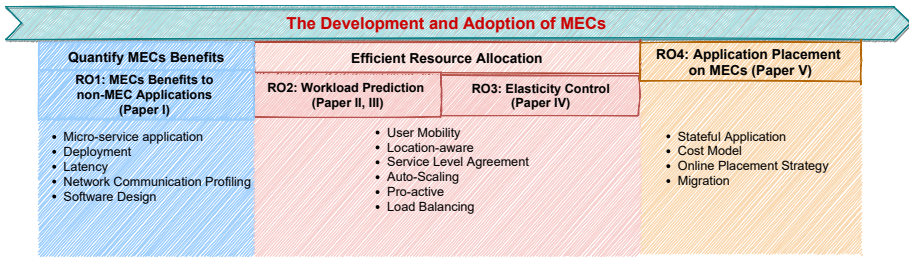 The Development and Adoption of MECs
Quantify MECs Benefits
RO1: MECs Benefits to
non-MEC Applications
(Paper I)
• Micro-service application
• Deployment
• Latency
• Network Communication Profiling
• Software Design
Efficient Resource Allocation
RO2: Workload Prediction
(Paper II, III)
RO3: Elasticity Control
(Paper IV)
• User Mobility
• Location-aware
• Service Level Agreement
• Auto-Scaling
• Pro-active
• Load Balancing
RO4: Application Placement
on MECs (Paper V)
• Stateful Application
• Cost Model
• Online Placement Strategy
• Migration